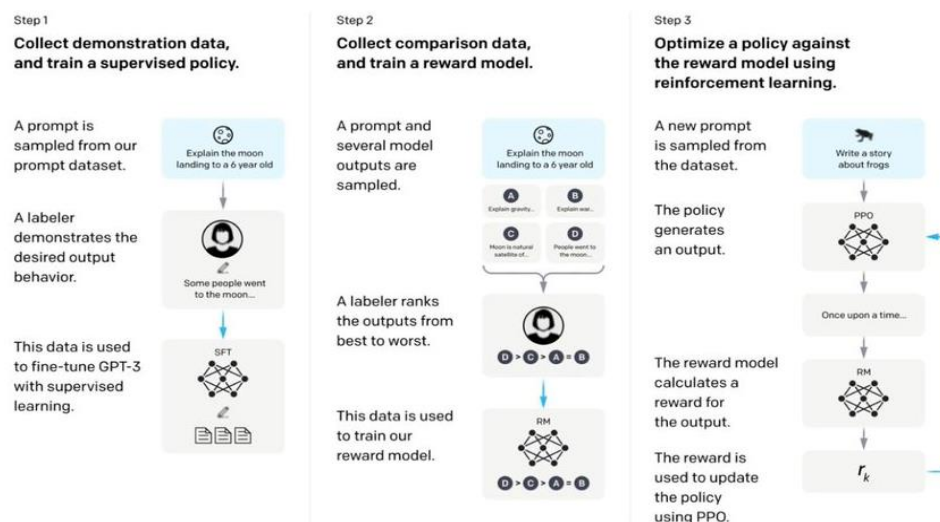 Step 1
Collect demonstration data,
and train a supervised policy.
A prompt is
sampled from our
prompt dataset.
Explain the moon
landing to a 6 year old
A labeler
demonstrates the
desired output
behavior.
Some people went
to the moon...
This data is used
to fine-tune GPT-3
with supervised
learning.
SFT
Step 2
Collect comparison data,
and train a reward model.
A prompt and
several model
outputs are
sampled.
Explain the moon
landing to a 6 year old
A
Explain gravity...
B
Explain war...
C
Moon is natural
satellite of...
D
People went to
the moon...
A labeler ranks
the outputs from
best to worst.
D > C > A = B
This data is used
to train our
reward model.
RM
D > C > A = B
Step 3
Optimize a policy against
the reward model using
reinforcement learning.
A new prompt
is sampled from
the dataset.
Write a story
about frogs
The policy
generates
an output.
PPO
Once upon a time...
The reward model
calculates a
reward for
the output.
RM
The reward is
used to update
the policy
using PPO.
rk